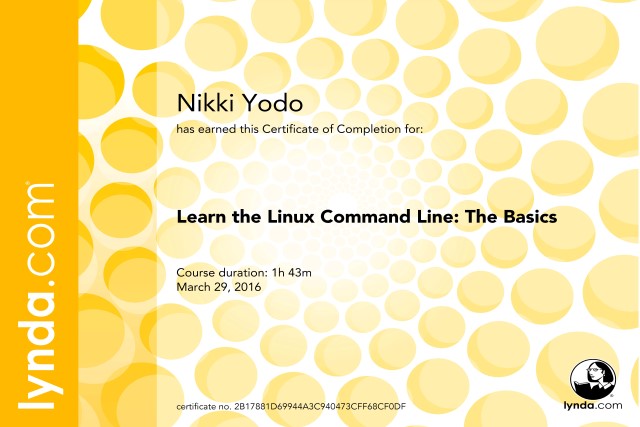 Nikki Yodo
has earned this Certificate of Completion for:
Learn the Linux Command Line: The Basics
Course duration: 1h 43m
March 29, 2016
certificate no. 2B17881D69944A3C940473CFF68CF0DF
lynda.com
lynda.com